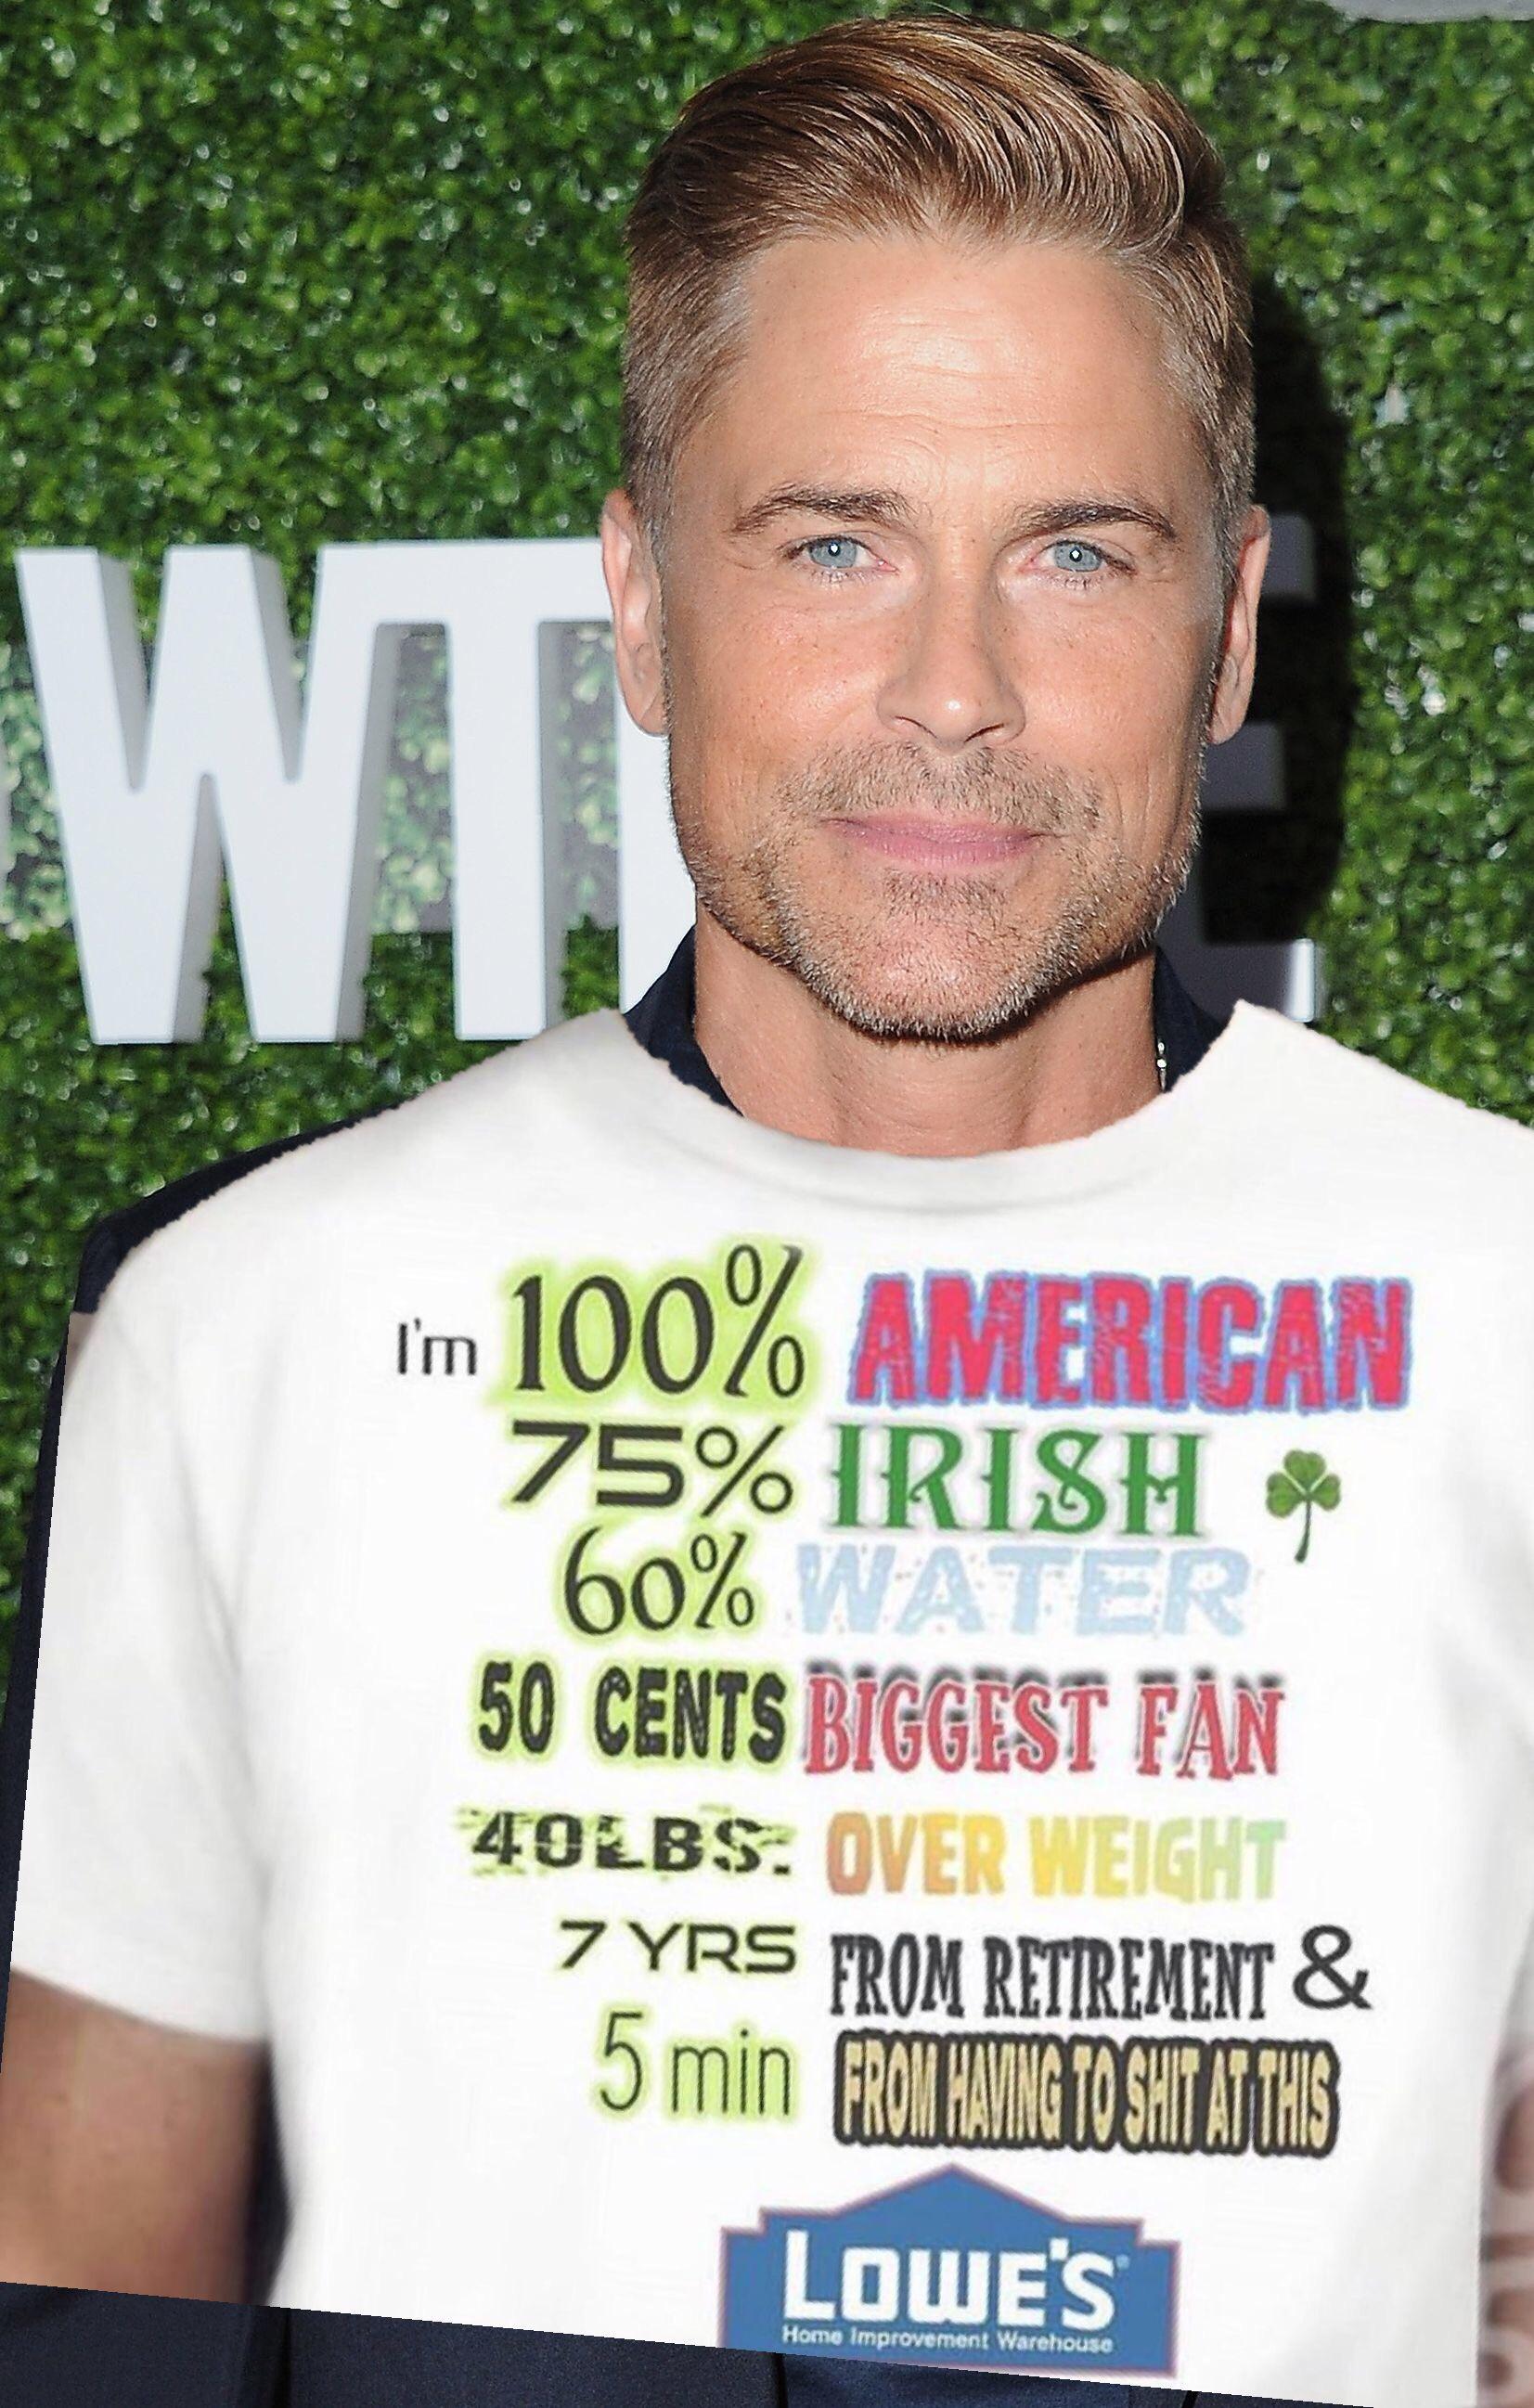 WT E
I'm 100% AMERICAN
75% IRISH
60% WATER
50 CENTS BIGGEST FAN
40LBS. OVER WEIGHT
7 YRS FROM RETIREMENT &
5 min FROM HAVING TO SHIT AT THIS
LOWE'S®
Home Improvement Warehouse